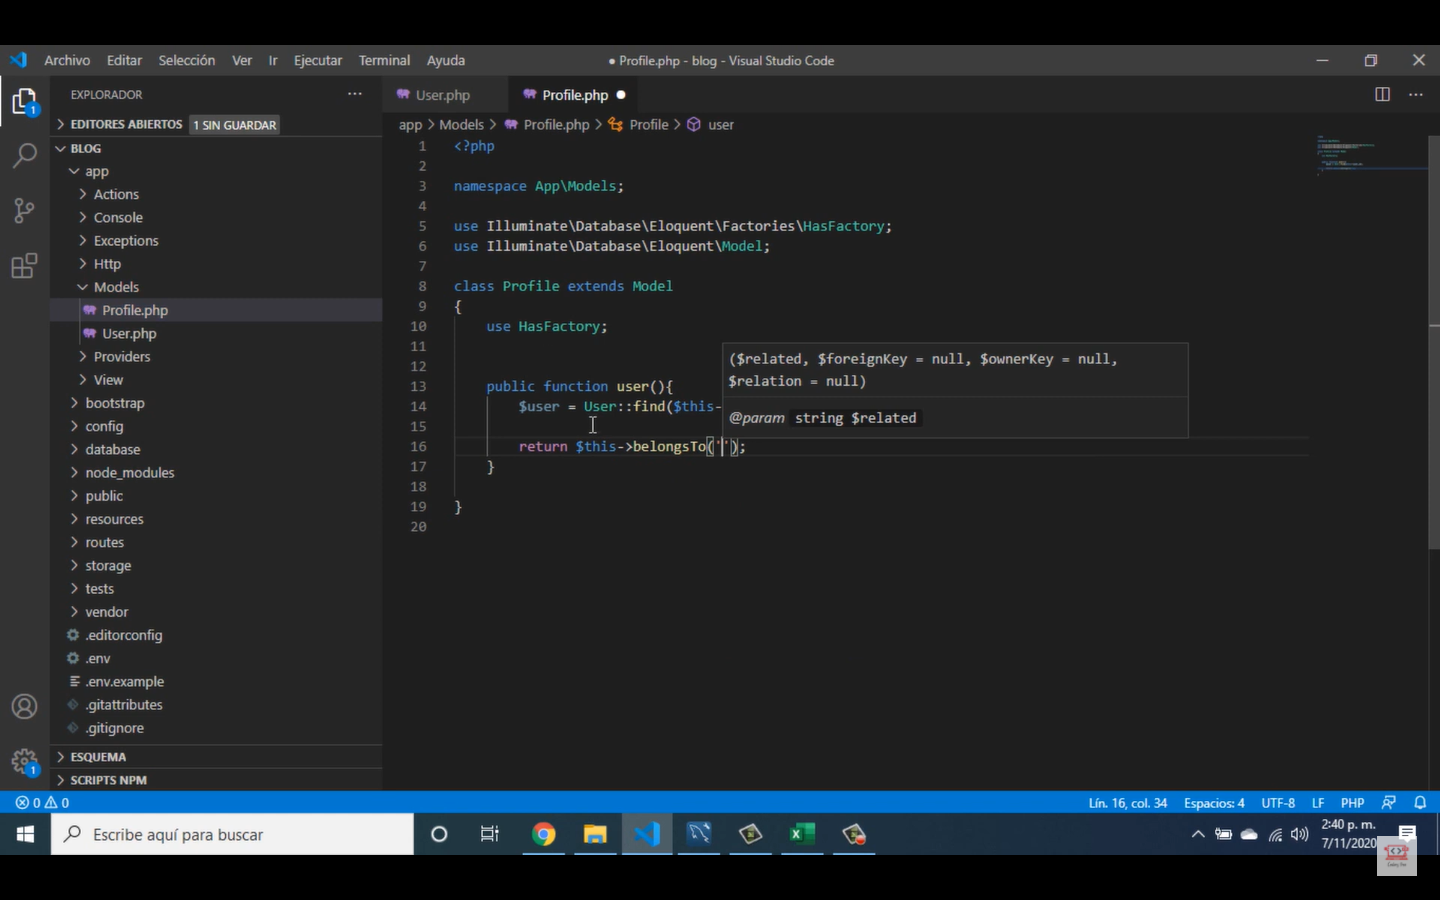 Archivo Editar Selección Ver Ir Ejecutar Terminal Ayuda
● Profile.php - blog - Visual Studio Code
EXPLORADOR
EDITORES ABIERTOS 1 SIN GUARDAR
BLOG
app
Actions
Console
Exceptions
Http
Models
Profile.php
User.php
Providers
View
bootstrap
config
database
node_modules
public
resources
routes
storage
tests
vendor
.editorconfig
.env
.env.example
.gitattributes
.gitignore
ESQUEMA
SCRIPTS NPM
1
1
User.php Profile.php ●
app > Models > Profile.php > Profile > user
1 <?php
2
3 namespace App\Models;
4
5 use Illuminate\Database\Eloquent\Factories\HasFactory;
6 use Illuminate\Database\Eloquent\Model;
7
8 class Profile extends Model
9 {
10 use HasFactory;
11
12
13 public function user(){
14 $user = User::find($this-
15
16 return $this->belongsTo('');
17 }
18
19 }
20
($related, $foreignKey = null, $ownerKey = null,
$relation = null)
@param string $related
0 0 Lín. 16, col. 34 Espacios: 4 UTF-8 LF PHP
Escribe aquí para buscar
2:40 p. m.
7/11/2020